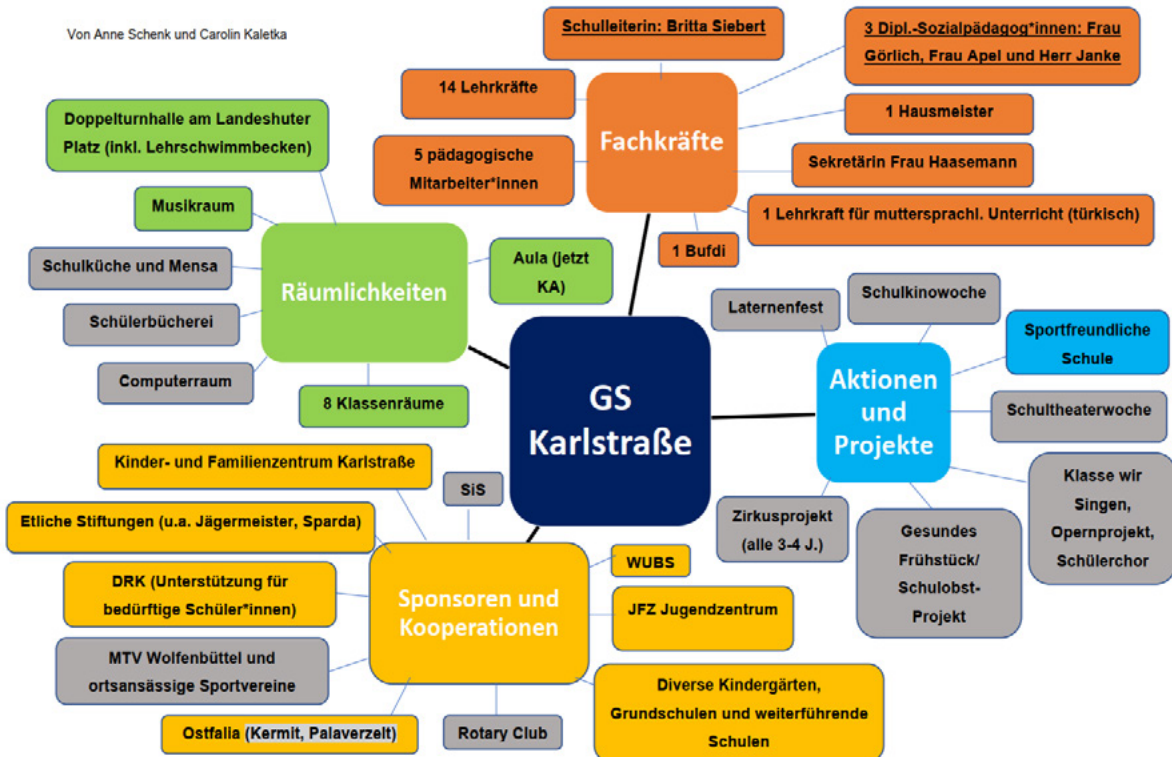 Von Anne Schenk und Carolin Kaletka
Schulleiterin: Britta Siebert
3 Dipl.-Sozialpädagog*innen: Frau
Görlich, Frau Apel und Herr Janke
14 Lehrkräfte
1 Hausmeister
Fachkräfte
5 pädagogische
Mitarbeiter*innen
Sekretärin Frau Haasemann
1 Lehrkraft für muttersprachl. Unterricht (türkisch)
1 Bufdi
Doppelturnhalle am Landeshuter
Platz (inkl. Lehrschwimmbecken)
Musikraum
Schulküche und Mensa
Aula (jetzt
KA)
Räumlichkeiten
Schülerbücherei
Computerraum
8 Klassenräume
GS
Karlstraße
Laternenfest
Schulkinowoche
Sportfreundliche
Schule
Aktionen
und
Projekte
Schultheaterwoche
Klasse wir
Singen,
Opernprojekt,
Schülerchor
Zirkusprojekt
(alle 3-4 J.)
Gesundes
Frühstück/
Schulobst-
Projekt
Kinder- und Familienzentrum Karlstraße
SiS
Etliche Stiftungen (u.a. Jägermeister, Sparda)
WUBS
DRK (Unterstützung für
bedürftige Schüler*innen)
Sponsoren und
Kooperationen
JFZ Jugendzentrum
MTV Wolfenbüttel und
ortsansässige Sportvereine
Diverse Kindergärten,
Grundschulen und weiterführende
Schulen
Ostfalia (Kermit, Palaverzelt)
Rotary Club